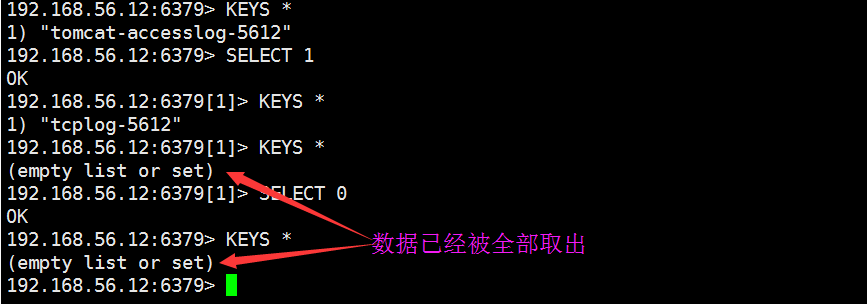 192.168.56.12:6379> KEYS *
1) "tomcat-accesslog-5612"
192.168.56.12:6379> SELECT 1
OK
192.168.56.12:6379[1]> KEYS *
1) "tcplog-5612"
192.168.56.12:6379[1]> KEYS *
(empty list or set)
192.168.56.12:6379[1]> SELECT 0
OK
192.168.56.12:6379> KEYS *
数据已经被全部取出
(empty list or set)
192.168.56.12:6379>